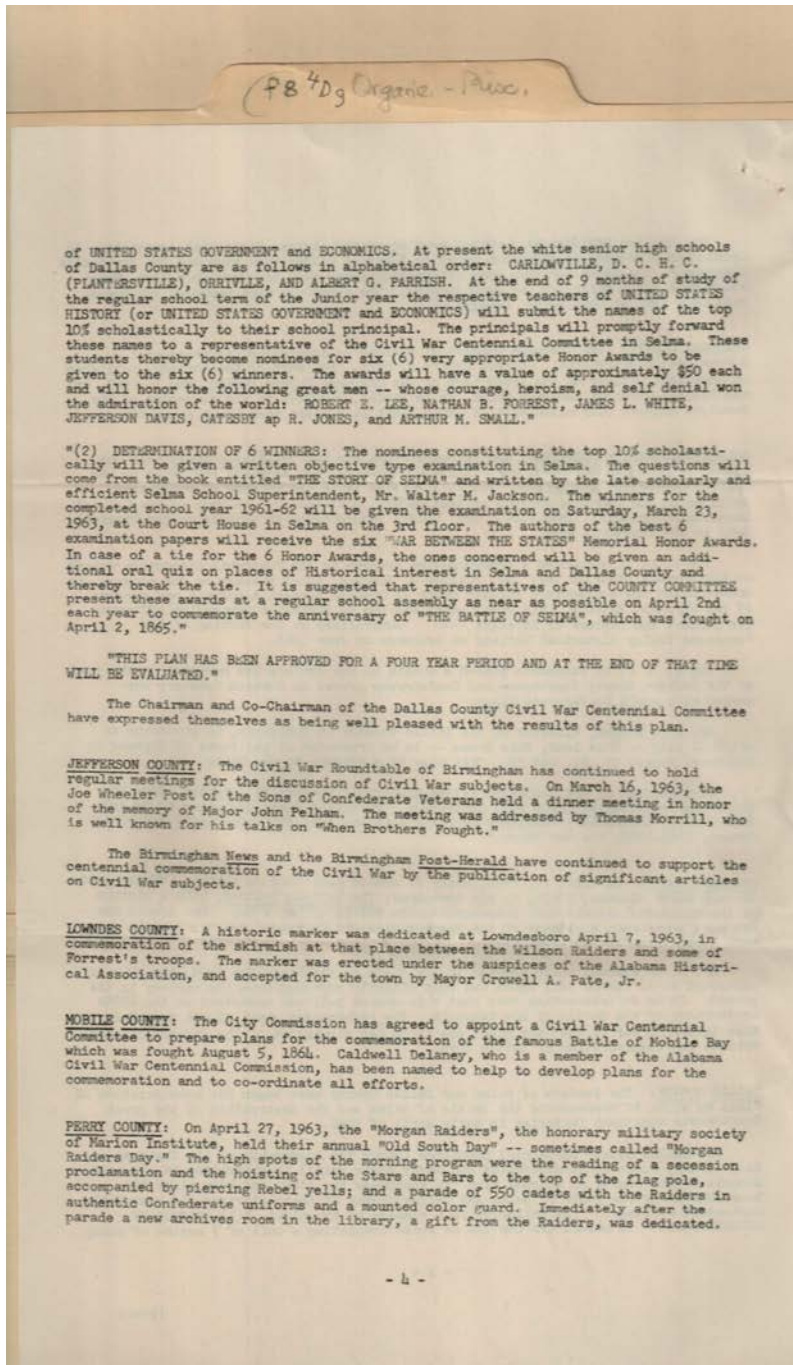 (f8 4Dg Organiz - Misc.
of UNITED STATES GOVERNMENT and ECONOMICS. At present the white senior high schools
of Dallas County are as follows in alphabetical order: CARLOWVILLE, D. C. H. C.
(PLANTERSVILLE), ORRIVLLE, AND ALBERT G. PARRISH. At the end of 9 months of study of
the regular school term of the Junior year the respective teachers of UNITED STATES
HISTORY (or UNITED STATES GOVERNMENT and ECONOMICS) will submit the names of the top
10% scholastically to their school principal. The principals will promptly forward
these names to a representative of the Civil War Centennial Committee in Selma. These
students thereby become nominees for six (6) very appropriate Honor Awards to be
given to the six (6) winners. The awards will have a value of approximately $50 each
and will honor the following great men -- whose courage, heroism, and self denial won
the admiration of the world: ROBERT E. LEE, NATHAN B. FORREST, JAMES L. WHITE,
JEFFERSON DAVIS, CATESBY ap R. JONES, and ARTHUR M. SMALL."
"(2) DETERMINATION OF 6 WINNERS: The nominees constituting the top 10% scholasti-
cally will be given a written objective type examination in Selma. The questions will
come from the book entitled "THE STORY OF SELMA" and written by the late scholarly and
efficient Selma School Superintendent, Mr. Walter M. Jackson. The winners for the
completed school year 1961-62 will be given the examination on Saturday, March 23,
1963, at the Court House in Selma on the 3rd floor. The authors of the best 6
examination papers will receive the six "WAR BETWEEN THE STATES" Memorial Honor Awards.
In case of a tie for the 6 Honor Awards, the ones concerned will be given an addi-
tional oral quiz on places of Historical interest in Selma and Dallas County and
thereby break the tie. It is suggested that representatives of the COUNTY COMMITTEE
present these awards at a regular school assembly as near as possible on April 2nd
each year to commemorate the anniversary of "THE BATTLE OF SELMA", which was fought on
April 2, 1865."
"THIS PLAN HAS BEEN APPROVED FOR A FOUR YEAR PERIOD AND AT THE END OF THAT TIME
WILL BE EVALUATED."
The Chairman and Co-Chairman of the Dallas County Civil War Centennial Committee
have expressed themselves as being well pleased with the results of this plan.
JEFFERSON COUNTY: The Civil War Roundtable of Birmingham has continued to hold
regular meetings for the discussion of Civil War subjects. On March 16, 1963, the
Joe Wheeler Post of the Sons of Confederate Veterans held a dinner meeting in honor
of the memory of Major John Pelham. The meeting was addressed by Thomas Morrill, who
is well known for his talks on "When Brothers Fought."
The Birmingham News and the Birmingham Post-Herald have continued to support the
centennial commemoration of the Civil War by the publication of significant articles
on Civil War subjects.
LOWNDES COUNTY: A historic marker was dedicated at Lowndesboro April 7, 1963, in
commemoration of the skirmish at that place between the Wilson Raiders and some of
Forrest's troops. The marker was erected under the auspices of the Alabama Histori-
cal Association, and accepted for the town by Mayor Crowell A. Pate, Jr.
MOBILE COUNTY: The City Commission has agreed to appoint a Civil War Centennial
Committee to prepare plans for the commemoration of the famous Battle of Mobile Bay
which was fought August 5, 1864. Caldwell Delaney, who is a member of the Alabama
Civil War Centennial Commission, has been named to help to develop plans for the
commemoration and to co-ordinate all efforts.
PERRY COUNTY: On April 27, 1963, the "Morgan Raiders", the honorary military society
of Marion Institute, held their annual "Old South Day" -- sometimes called "Morgan
Raiders Day." The high spots of the morning program were the reading of a secession
proclamation and the hoisting of the Stars and Bars to the top of the flag pole,
accompanied by piercing Rebel yells; and a parade of 550 cadets with the Raiders in
authentic Confederate uniforms and a mounted color guard. Immediately after the
parade a new archives room in the library, a gift from the Raiders, was dedicated.
- 4 -